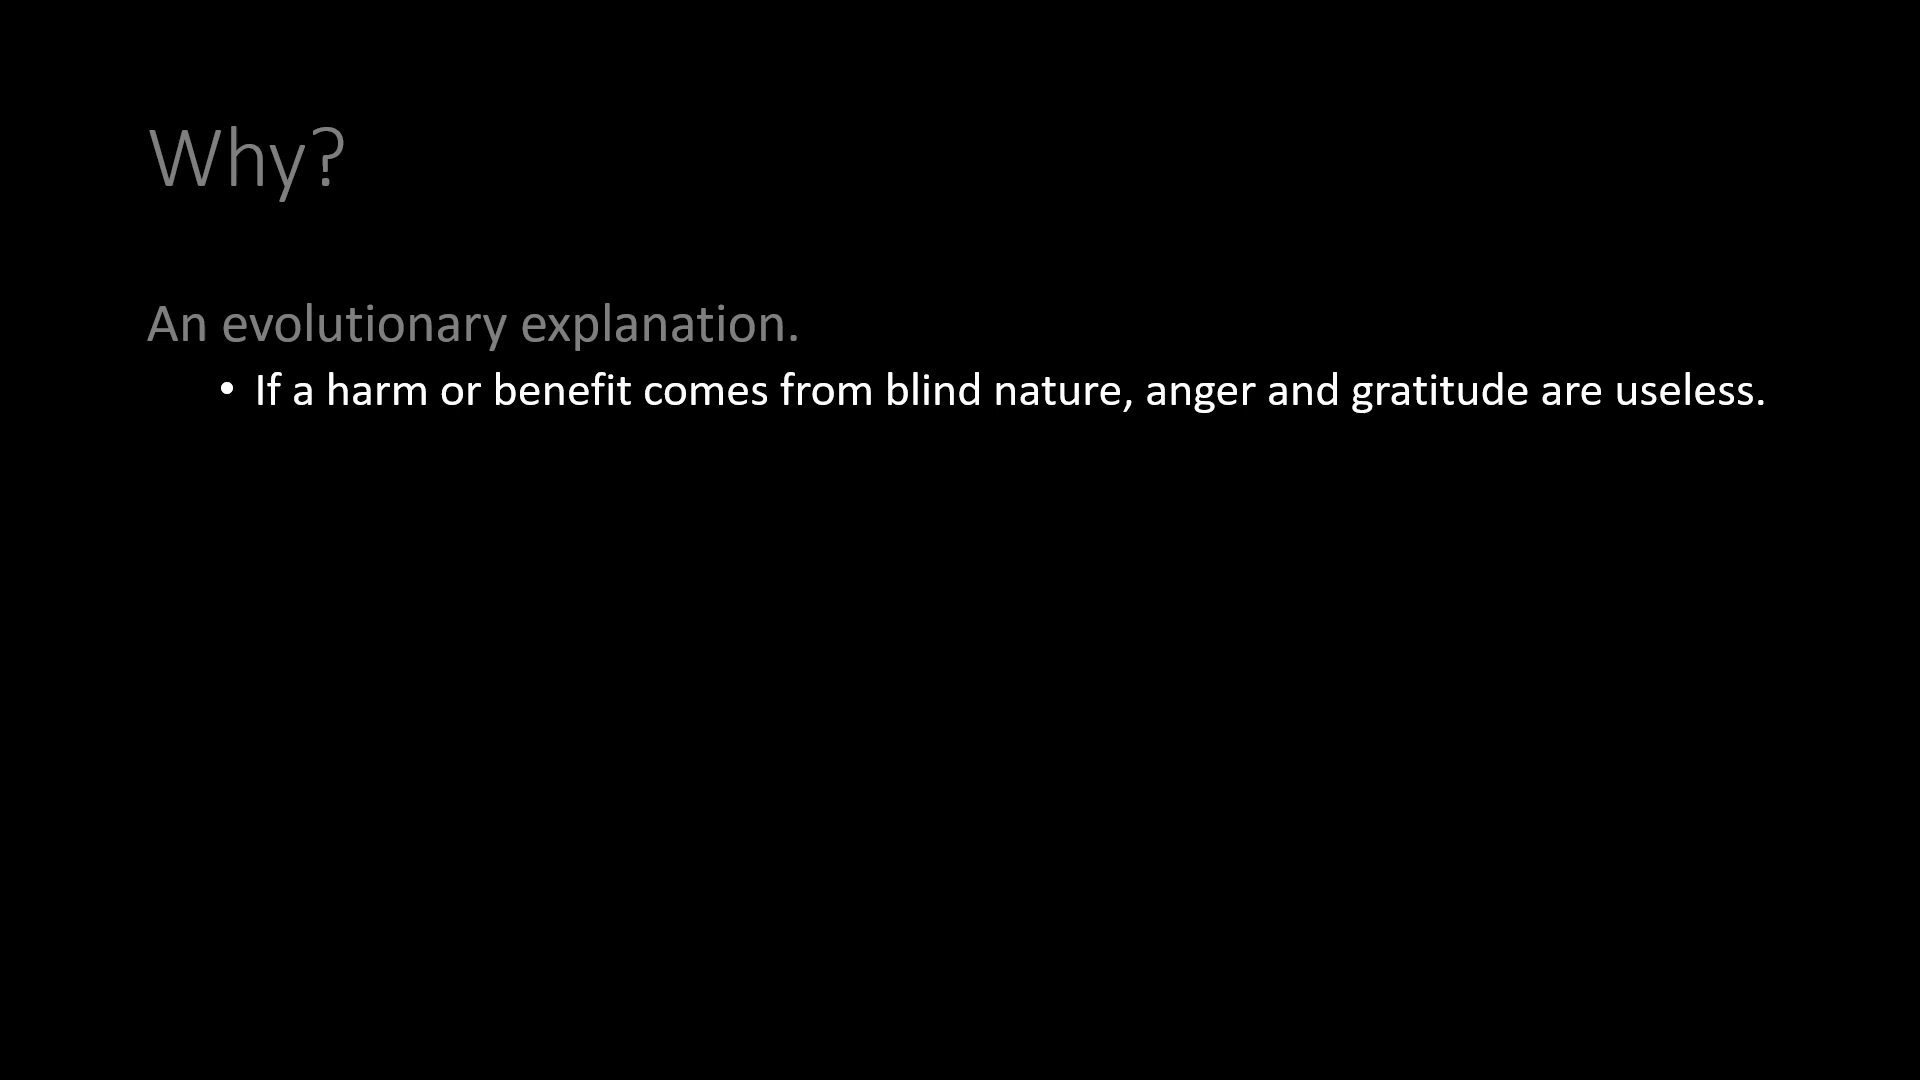 Why?
An evolutionary explanation.
• If a harm or benefit comes from blind nature, anger and gratitude are useless.